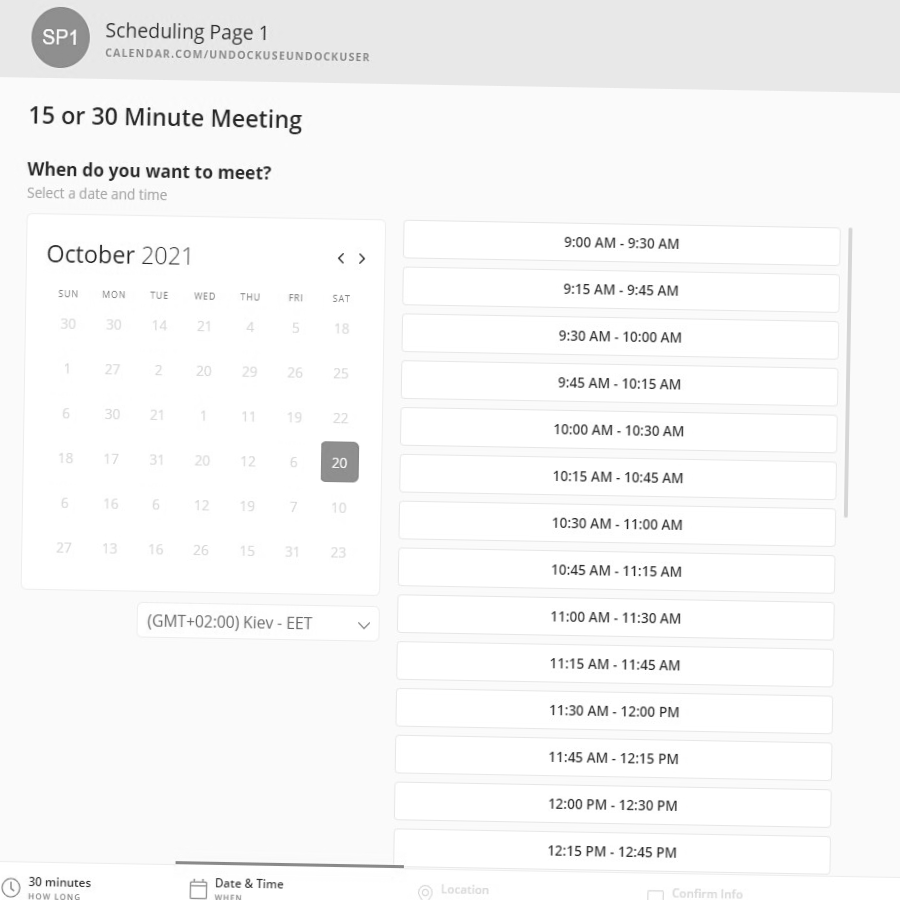 SP1
Scheduling Page 1
CALENDAR.COM/UNDOCKUSEUNDOCKUSER
15 or 30 Minute Meeting
When do you want to meet?
Select a date and time
October 2021
SUN MON TUE WED THU FRI SAT
30 30 14 21 4 5 18
1 27 2 20 29 26 25
6 30 21 1 11 19 22
18 17 31 20 12 6 20
6 16 6 12 19 7 10
27 13 16 26 15 31 23
(GMT+02:00) Kiev - EET
9:00 AM - 9:30 AM
9:15 AM - 9:45 AM
9:30 AM - 10:00 AM
9:45 AM - 10:15 AM
10:00 AM - 10:30 AM
10:15 AM - 10:45 AM
10:30 AM - 11:00 AM
10:45 AM - 11:15 AM
11:00 AM - 11:30 AM
11:15 AM - 11:45 AM
11:30 AM - 12:00 PM
11:45 AM - 12:15 PM
12:00 PM - 12:30 PM
12:15 PM - 12:45 PM
30 minutes
HOW LONG
Date & Time
WHEN
Location
Confirm Info